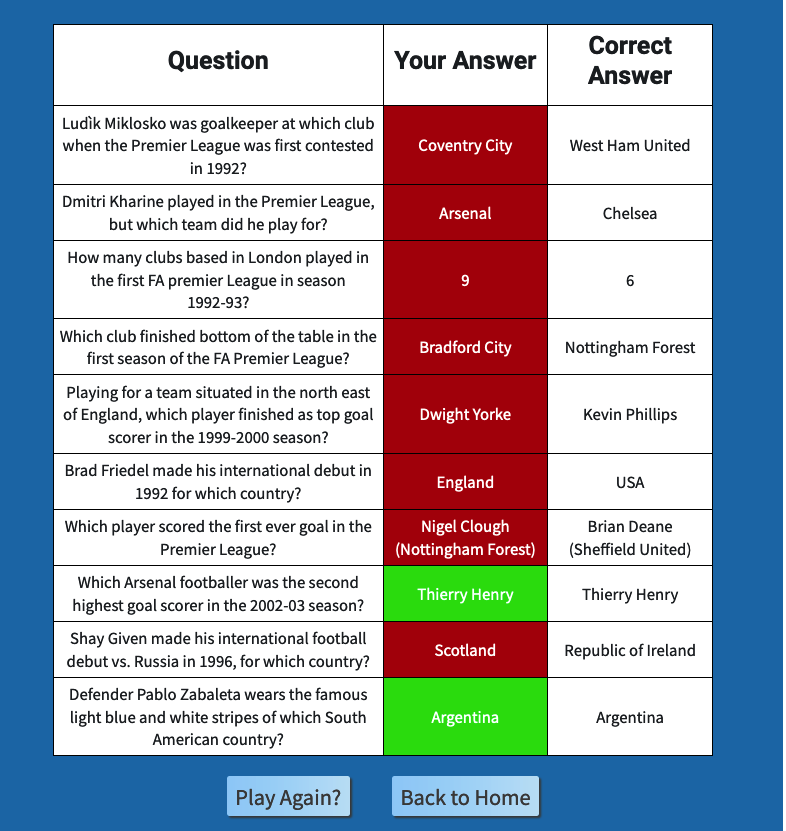 Question
Your Answer
Correct
Answer
Ludìk Miklosko was goalkeeper at which club
when the Premier League was first contested
in 1992?
Coventry City
West Ham United
Dmitri Kharine played in the Premier League,
but which team did he play for?
Arsenal
Chelsea
How many clubs based in London played in
the first FA premier League in season
1992-93?
9
6
Which club finished bottom of the table in the
first season of the FA Premier League?
Bradford City
Nottingham Forest
Playing for a team situated in the north east
of England, which player finished as top goal
scorer in the 1999-2000 season?
Dwight Yorke
Kevin Phillips
Brad Friedel made his international debut in
1992 for which country?
England
USA
Which player scored the first ever goal in the
Premier League?
Nigel Clough
(Nottingham Forest)
Brian Deane
(Sheffield United)
Which Arsenal footballer was the second
highest goal scorer in the 2002-03 season?
Thierry Henry
Thierry Henry
Shay Given made his international football
debut vs. Russia in 1996, for which country?
Scotland
Republic of Ireland
Defender Pablo Zabaleta wears the famous
light blue and white stripes of which South
American country?
Argentina
Argentina
Play Again?
Back to Home